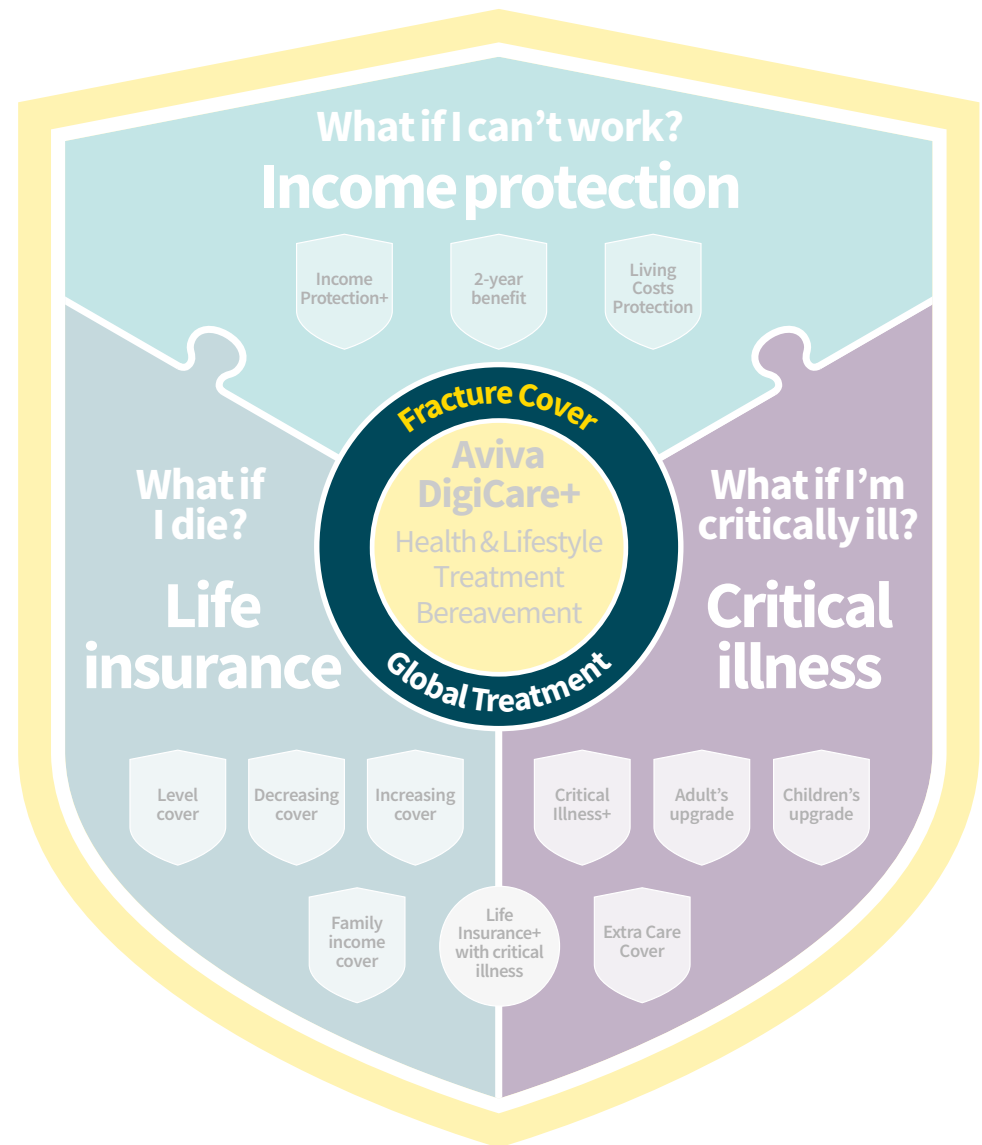 What if I can’t work?
Income protection
Income
Protection+
2-year
benefit
Living
Costs
Protection
Fracture Cover
Aviva
DigiCare+
Health & Lifestyle
Treatment
Bereavement
Global Treatment
What if
I die?
Life
insurance
What if I’m
critically ill?
Critical
illness
Level
cover
Decreasing
cover
Increasing
cover
Critical
Illness+
Adult’s
upgrade
Children’s
upgrade
Family
income
cover
Life
Insurance+
with critical
illness
Extra Care
Cover